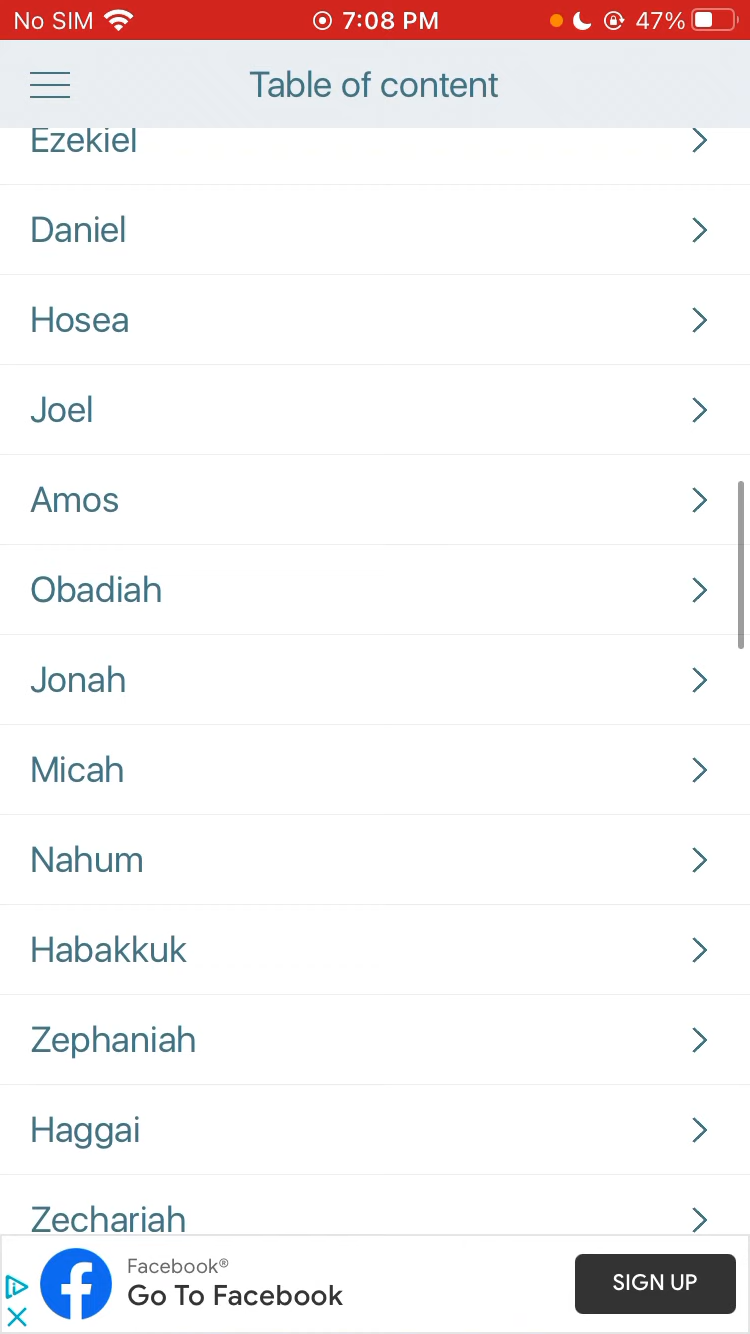 No SIM 7:08 PM 47%
Table of content
Ezekiel
Daniel
Hosea
Joel
Amos
Obadiah
Jonah
Micah
Nahum
Habakkuk
Zephaniah
Haggai
Zechariah
Facebook®
Go To Facebook
SIGN UP